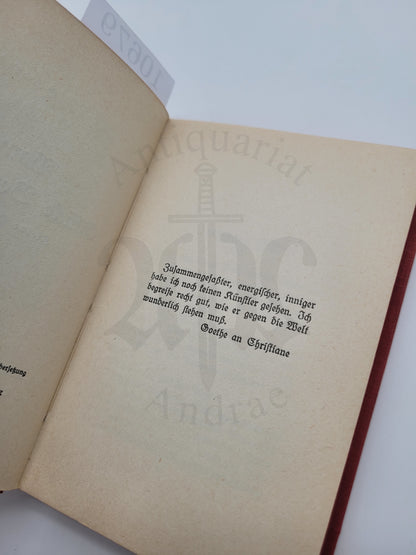 10679
Antiquariat
Zusammengefaßter, energischer, inniger
habe ich noch keinen Künstler gesehen. Ich
begreife recht gut, wie er gegen die Welt
wunderlich stehen muß.
Goethe an Christiane
Andrae